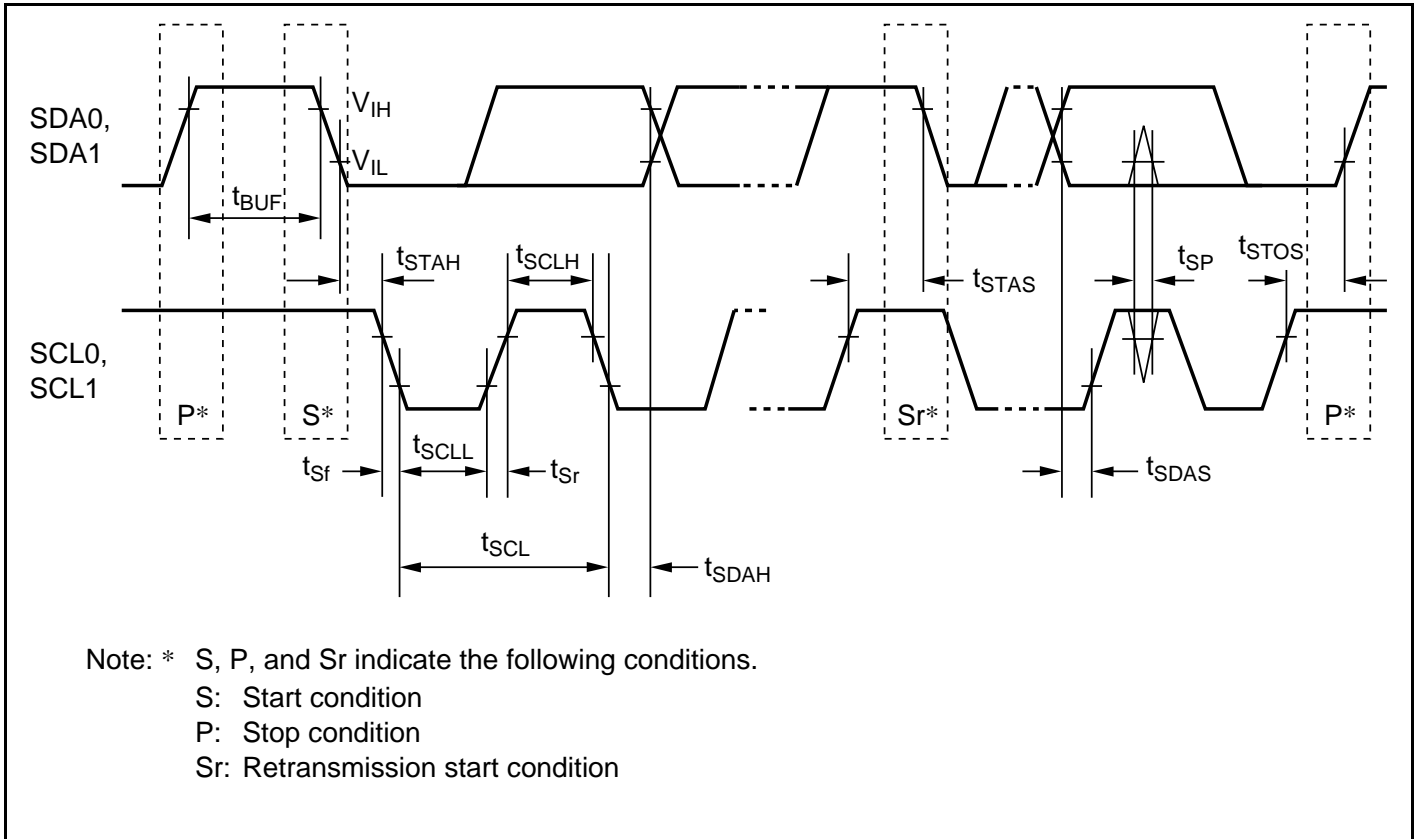 SDA0,
SDA1
V_IH
V_IL
t_BUF
t_STAH
t_SCLH
t_STAS
t_SP
t_STOS
SCL0,
SCL1
P*
S*
Sr*
P*
t_Sf
t_SCLL
t_Sr
t_SDAS
t_SCL
t_SDAH
Note: * S, P, and Sr indicate the following conditions.
S: Start condition
P: Stop condition
Sr: Retransmission start condition